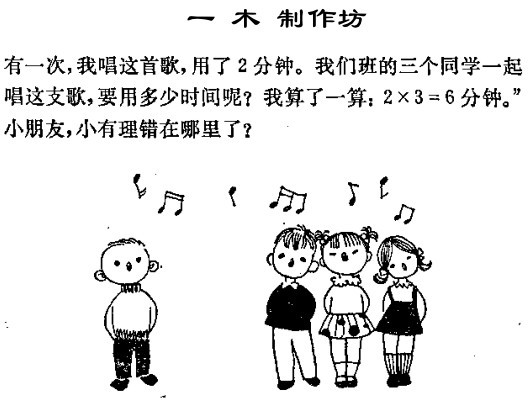 一 木 制作坊
有一次,我唱这首歌,用了2分钟。我们班的三个同学一起
唱这支歌,要用多少时间呢?我算了一算:2×3=6分钟。”
小朋友,小有理错在哪里了?